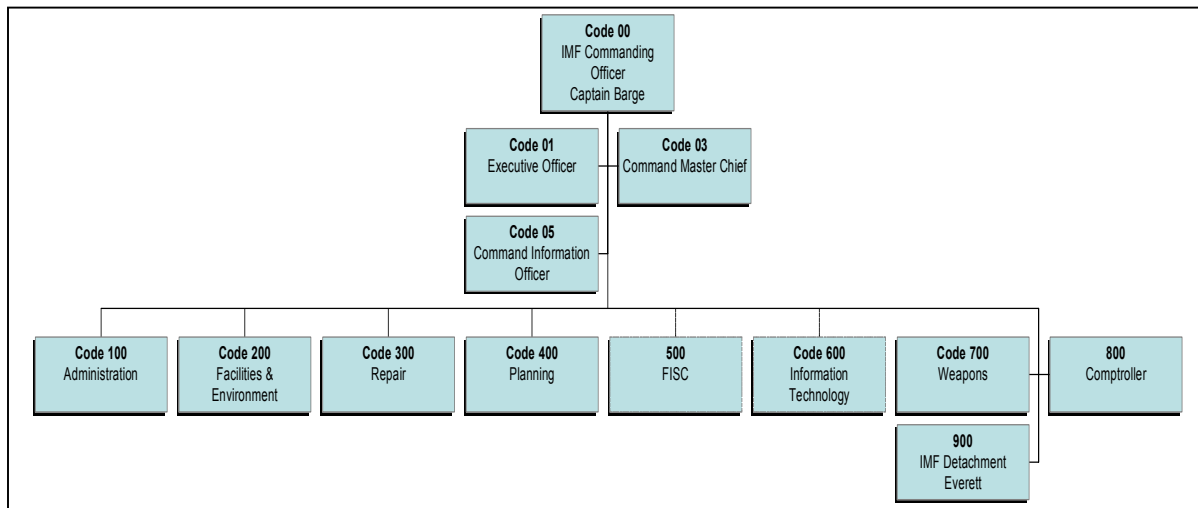 Code 00
IMF Commanding
Officer
Captain Barge
Code 01
Executive Officer
Code 03
Command Master Chief
Code 05
Command Information
Officer
Code 100
Administration
Code 200
Facilities &
Environment
Code 300
Repair
Code 400
Planning
500
FISC
Code 600
Information
Technology
Code 700
Weapons
800
Comptroller
900
IMF Detachment
Everett